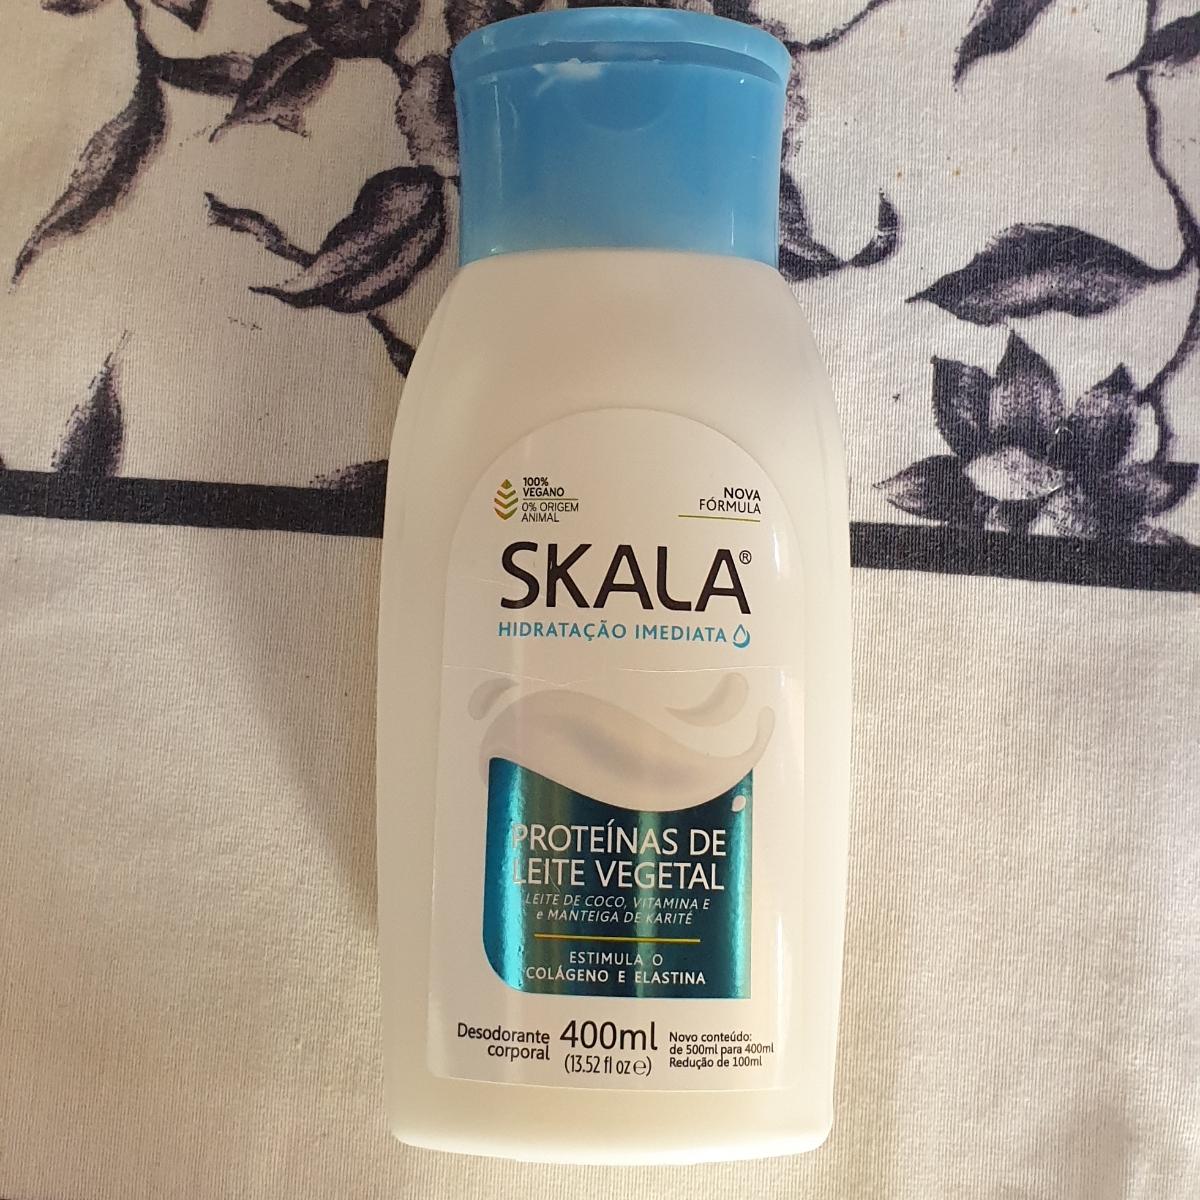 100%
VEGANO
0% ORIGEM
ANIMAL
NOVA
FÓRMULA
SKALA®
HIDRATAÇÃO IMEDIATA
PROTEÍNAS DE
LEITE VEGETAL
LEITE DE COCO, VITAMINA E
e MANTEIGA DE KARITÉ
ESTIMULA O
COLÁGENO E ELASTINA
Desodorante
corporal
400ml
(13.52 fl oz ℮)
Novo conteúdo:
de 500ml para 400ml
Redução de 100ml